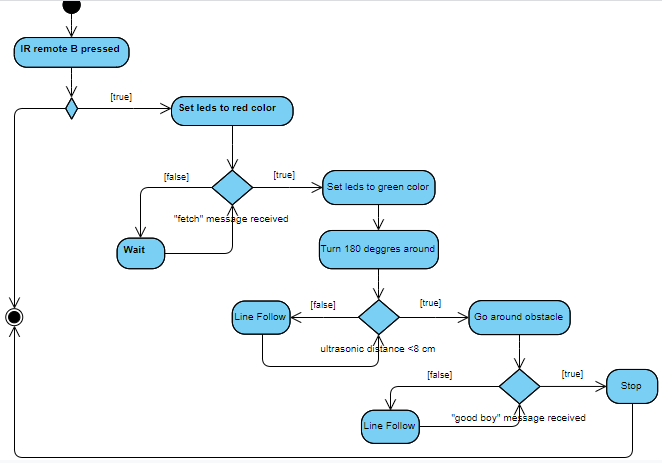 IR remote B pressed
[true]
Set leds to red color
[false]
[true]
Set leds to green color
"fetch" message received
Wait
Turn 180 deggres around
[false]
[true]
Line Follow
Go around obstacle
ultrasonic distance <8 cm
[false]
[true]
Stop
"good boy" message received
Line Follow